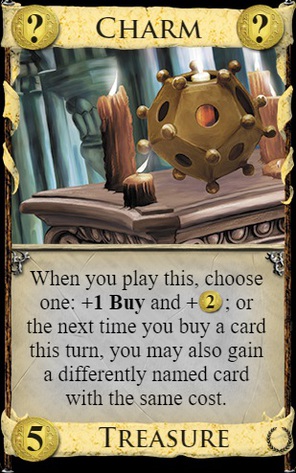 ? CHARM ?
When you play this, choose
one: +1 Buy and +2; or
the next time you buy a card
this turn, you may also gain
a differently named card
with the same cost.
5 TREASURE